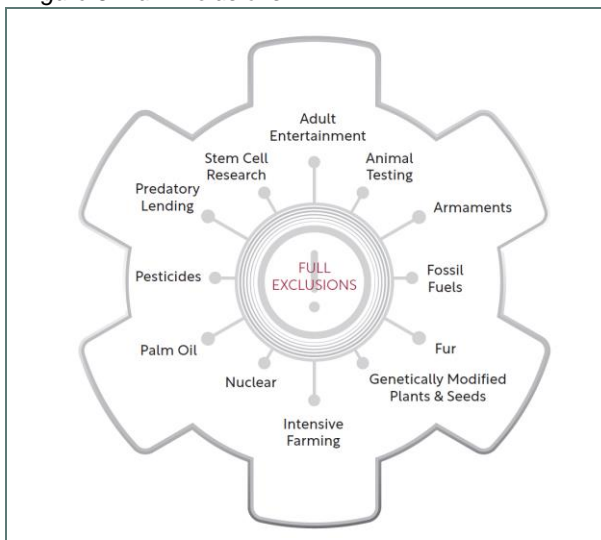 FULL
EXCLUSIONS
Adult
Entertainment
Animal
Testing
Armaments
Fossil
Fuels
Fur
Genetically Modified
Plants & Seeds
Intensive
Farming
Nuclear
Palm Oil
Pesticides
Predatory
Lending
Stem Cell
Research